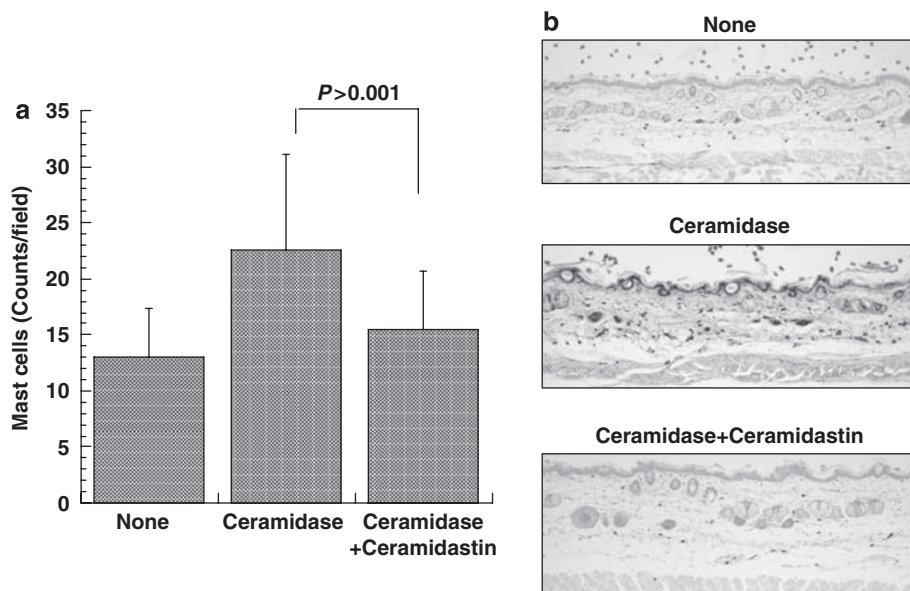 a
P>0.001
Mast cells (Counts/field)
35
30
25
20
15
10
5
0
None
Ceramidase
Ceramidase
+Ceramidastin
b
None
Ceramidase
Ceramidase+Ceramidastin